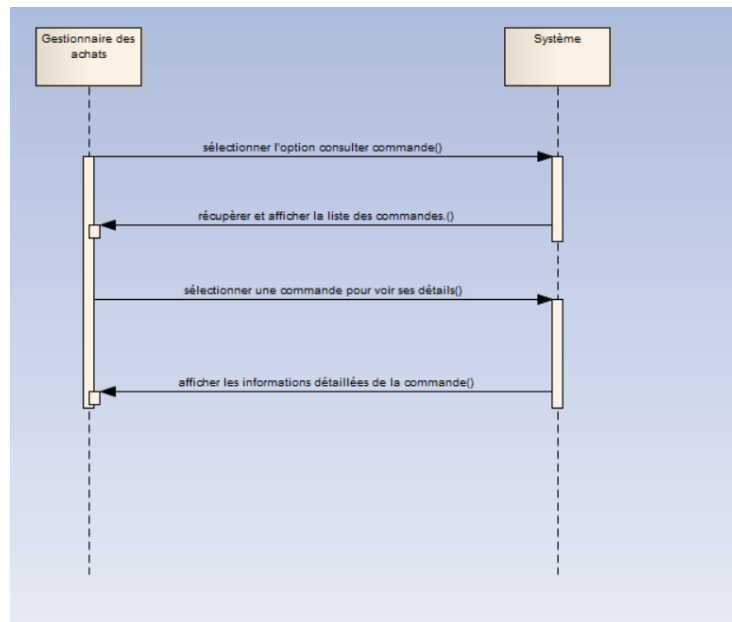 Gestionnaire des
achats
Système
sélectionner l'option consulter commande()
récupèrer et afficher la liste des commandes.()
sélectionner une commande pour voir ses détails()
afficher les informations détaillées de la commande()